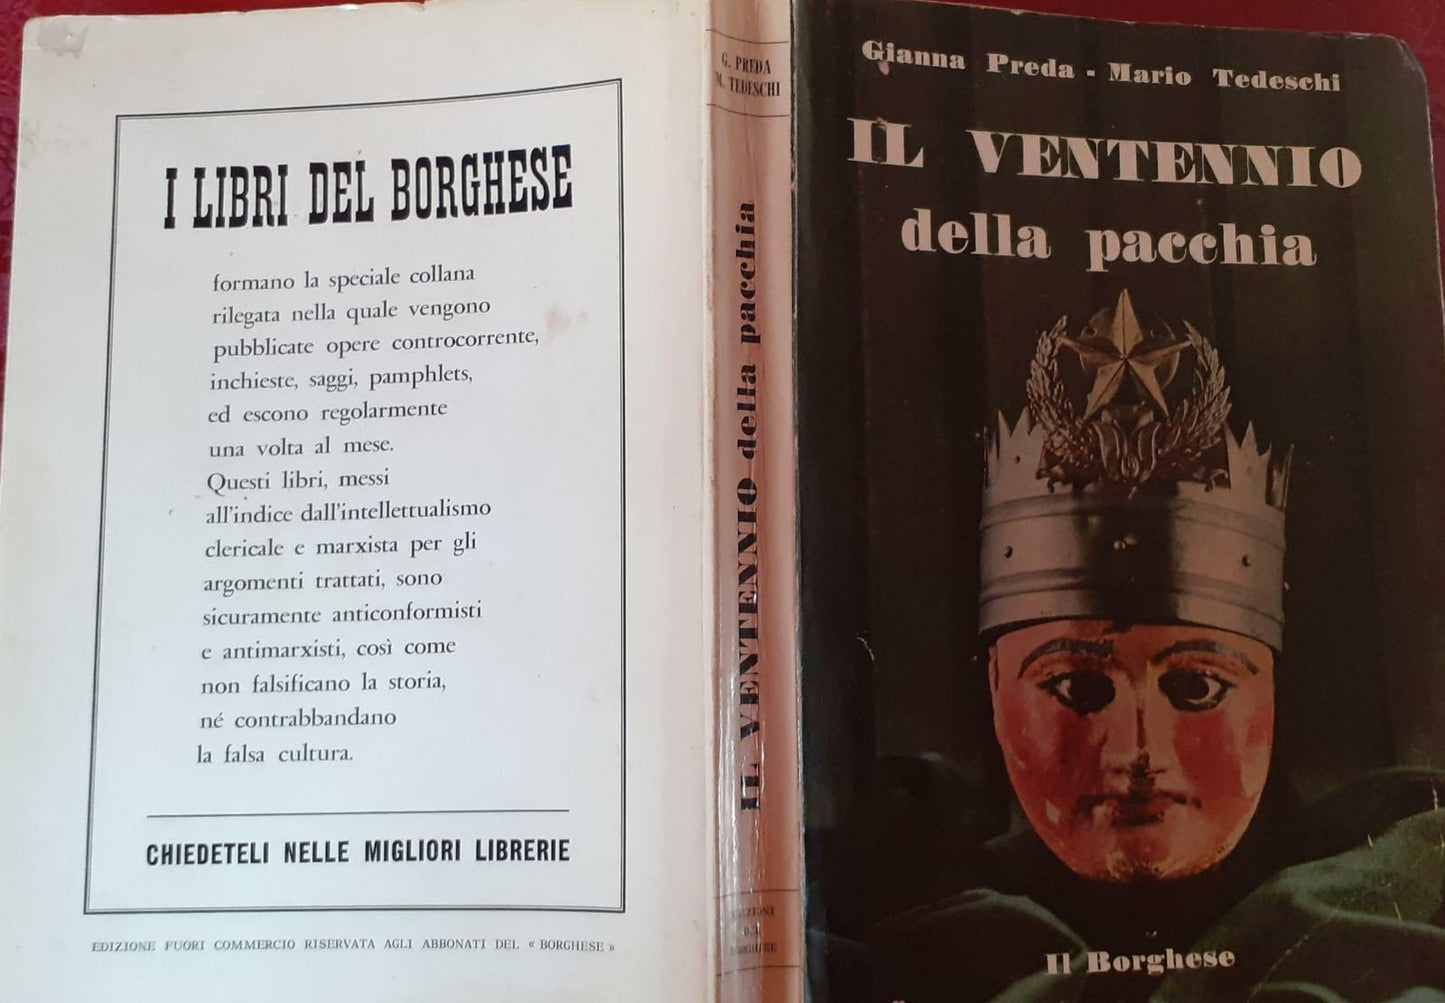 I LIBRI DEL BORGHESE
formano la speciale collana
rilegata nella quale vengono
pubblicate opere controcorrente,
inchieste, saggi, pamphlets,
ed escono regolarmente
una volta al mese.
Questi libri, messi
all'indice dall'intellettualismo
clericale e marxista per gli
argomenti trattati, sono
sicuramente anticonformisti
e antimarxisti, così come
non falsificano la storia,
né contrabbandano
la falsa cultura.
CHIEDETELI NELLE MIGLIORI LIBRERIE
EDIZIONE FUORI COMMERCIO RISERVATA AGLI ABBONATI DEL « BORGHESE »
G. PREDA
M. TEDESCHI
IL VENTENNIO della pacchia
EDIZIONI
DEL
BORGHESE
Gianna Preda - Mario Tedeschi
IL VENTENNIO
della pacchia
Il Borghese